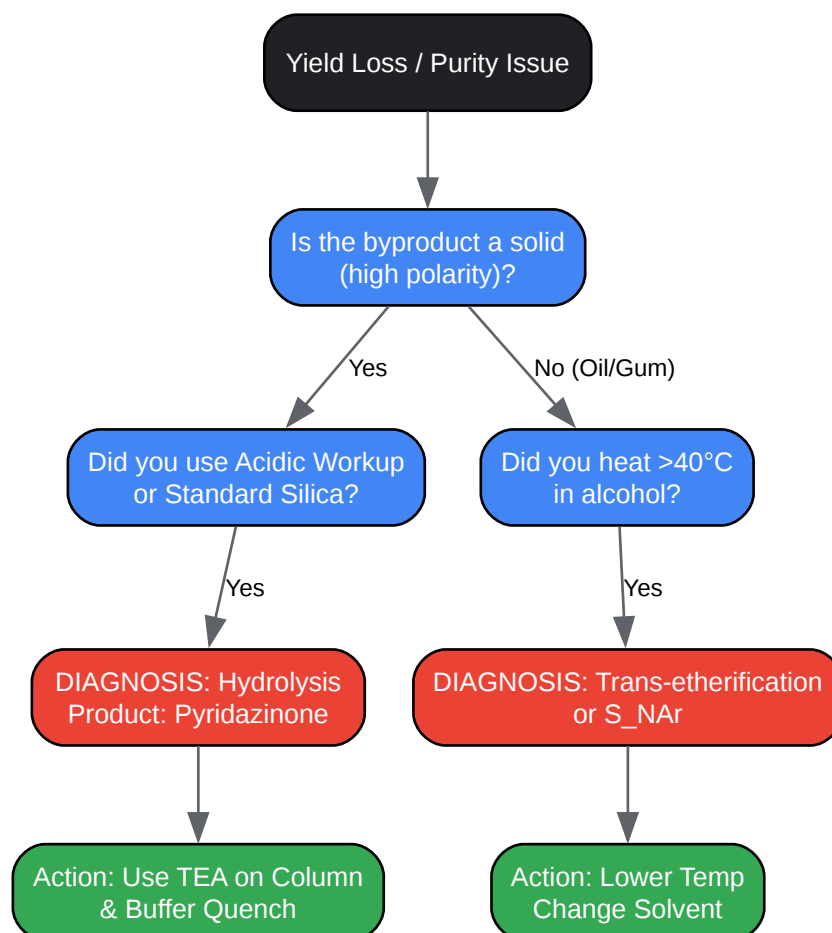 Yield Loss / Purity Issue
Is the byproduct a solid
(high polarity)?
Yes
No (Oil/Gum)
Did you use Acidic Workup
or Standard Silica?
Did you heat >40°C
in alcohol?
Yes
Yes
DIAGNOSIS: Hydrolysis
Product: Pyridazinone
DIAGNOSIS: Trans-etherification
or S_NAr
Action: Use TEA on Column
& Buffer Quench
Action: Lower Temp
Change Solvent